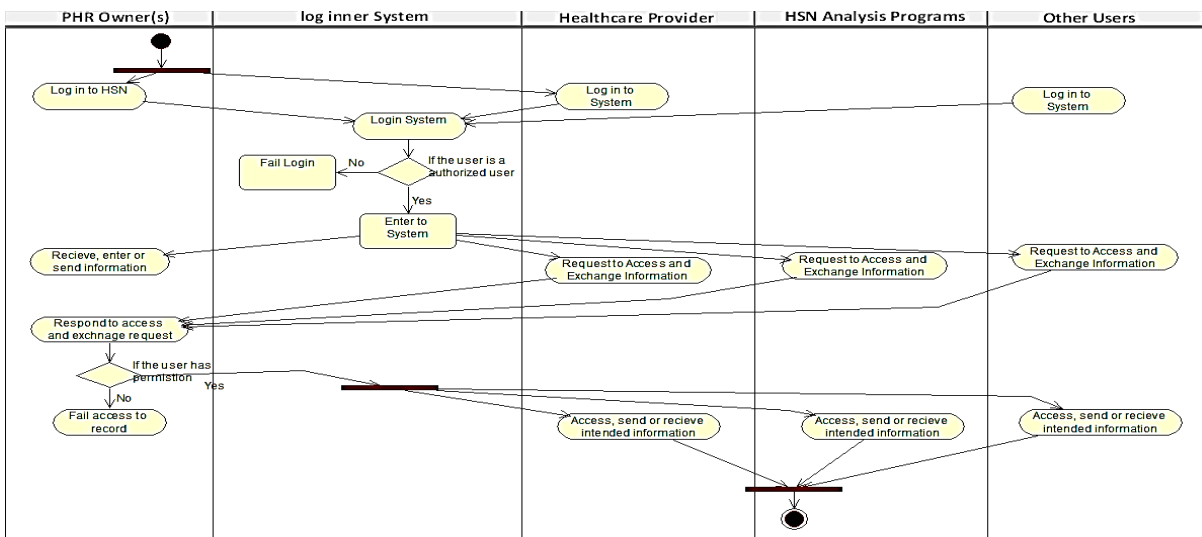 PHR Owner(s)
log inner System
Healthcare Provider
HSN Analysis Programs
Other Users
Log in to HSN
Log in to
System
Log in to
System
Login System
Fail Login
No
If the user is a
authorized user
Yes
Enter to
System
Recieve, enter or
send information
Request to Access and
Exchange Information
Request to Access and
Exchange Information
Request to Access and
Exchange Information
Respond to access
and exchnage request
If the user has
permistion
Yes
No
Fail access to
record
Access, send or recieve
intended information
Access, send or recieve
intended information
Access, send or recieve
intended information